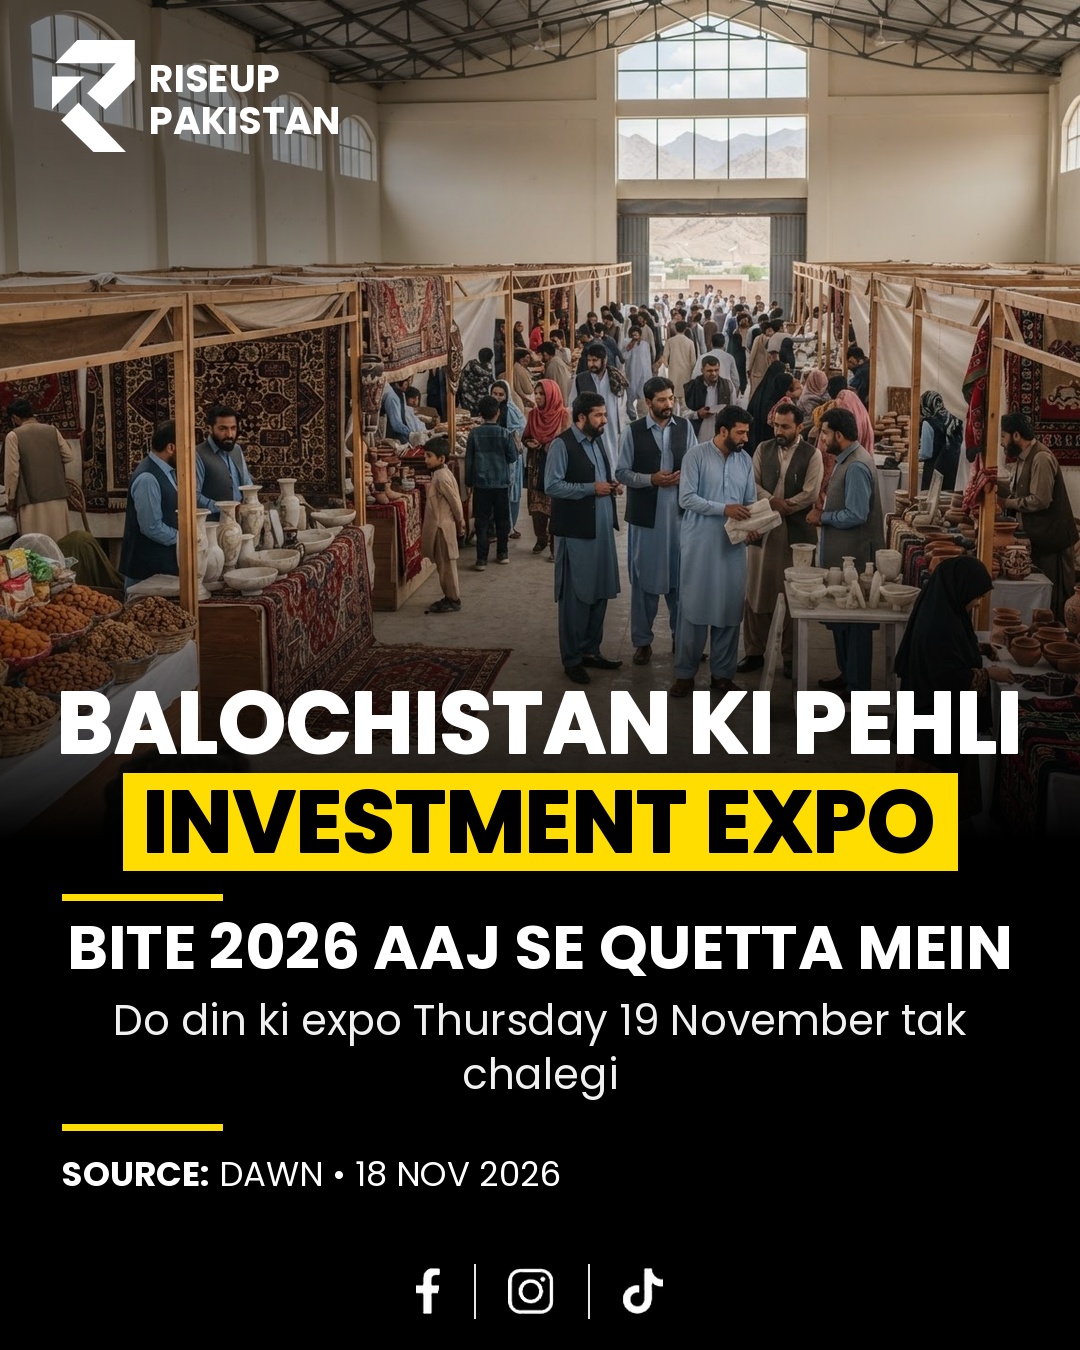 RISEUP
PAKISTAN
BALOCHISTAN KI PEHLI
INVESTMENT EXPO
BITE 2026 AAJ SE QUETTA MEIN
Do din ki expo Thursday 19 November tak
chalegi
SOURCE: DAWN • 18 NOV 2026